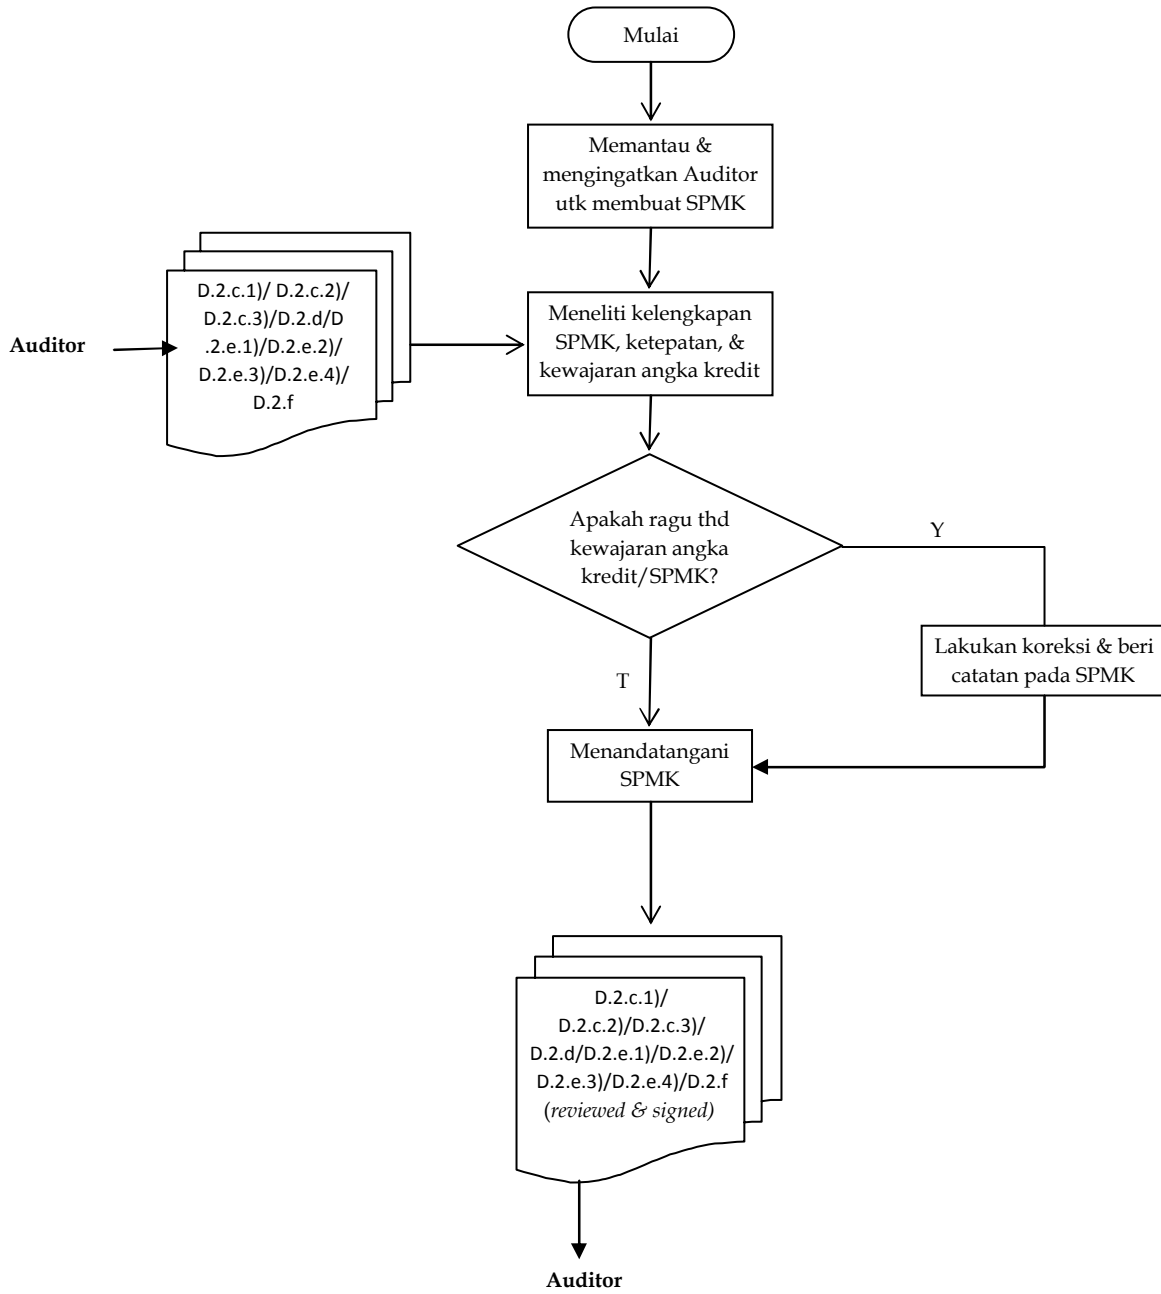 Mulai
Memantau &
mengingatkan Auditor
utk membuat SPMK
Auditor
D.2.c.1)/ D.2.c.2)/
D.2.c.3)/D.2.d/D
.2.e.1)/D.2.e.2)/
D.2.e.3)/D.2.e.4)/
D.2.f
Meneliti kelengkapan
SPMK, ketepatan, &
kewajaran angka kredit
Apakah ragu thd
kewajaran angka
kredit/SPMK?
Y
Lakukan koreksi & beri
catatan pada SPMK
T
Menandatangani
SPMK
D.2.c.1)/
D.2.c.2)/D.2.c.3)/
D.2.d/D.2.e.1)/D.2.e.2)/
D.2.e.3)/D.2.e.4)/D.2.f
(reviewed & signed)
Auditor